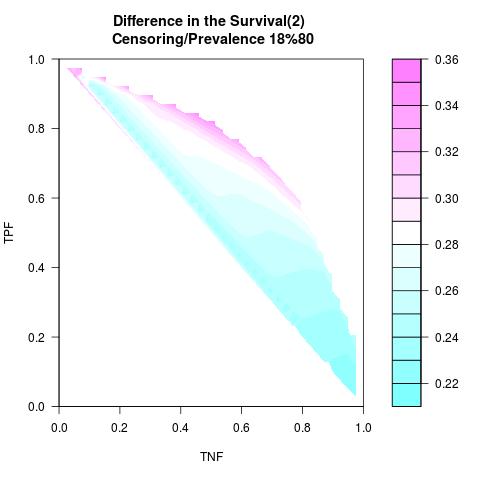 Difference in the Survival(2)
Censoring/Prevalence 18%80
1.0
0.8
0.6
0.4
0.2
0.0
TPF
0.0 0.2 0.4 0.6 0.8 1.0
TNF
0.36
0.34
0.32
0.30
0.28
0.26
0.24
0.22